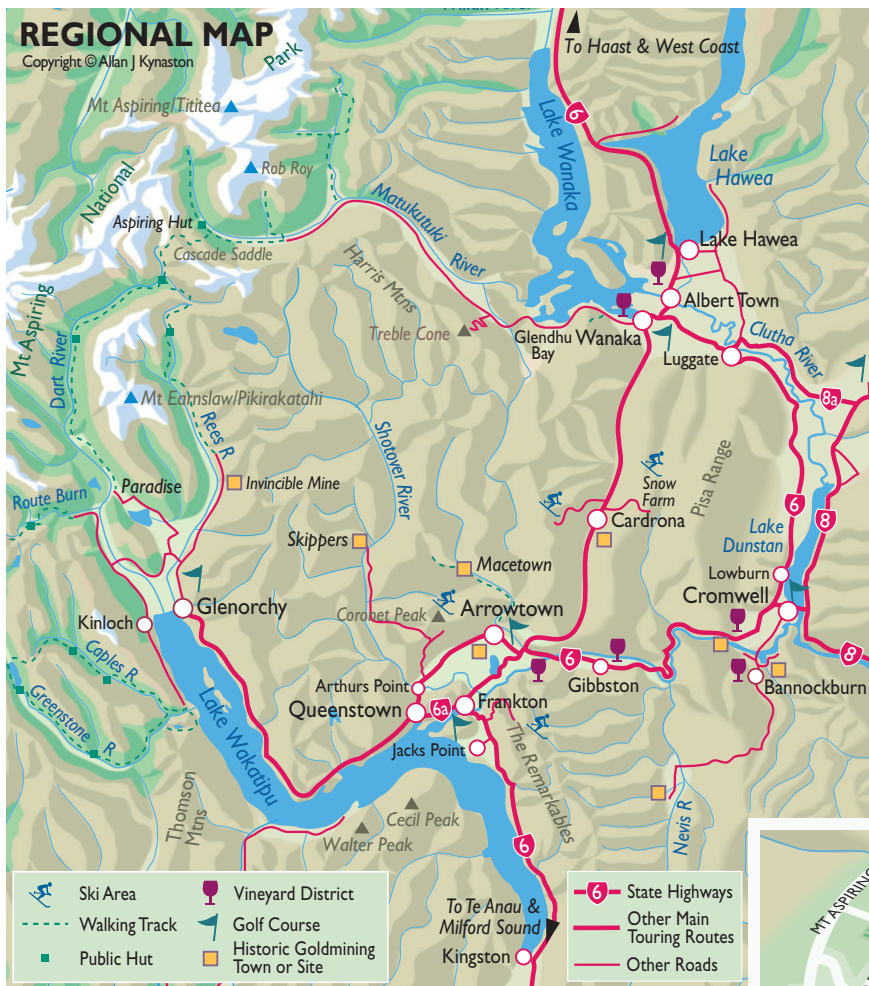 REGIONAL MAP
Copyright © Allan J Kynaston
Park
To Haast & West Coast
Mt Aspiring/Tititea
Lake Wanaka
6
Lake
Hawea
National
Rob Roy
Matukutuki
River
Aspiring Hut
Cascade Saddle
Harris Mtns
Lake Hawea
Albert Town
Mt Aspiring
Dart River
Treble Cone
Glendhu
Bay
Wanaka
Luggate
Clutha River
8a
Mt Earnslaw/Pikirakatahi
Rees R
Shotover River
Snow
Farm
Pisa Range
Paradise
Invincible Mine
Route Burn
6
8
Cardrona
Lake
Dunstan
Skippers
Macetown
Lowburn
Cromwell
Glenorchy
Kinloch
Coronet Peak
Arrowtown
Caples R
6
8
Gibbston
Bannockburn
Greenstone R
Arthurs Point
Queenstown
6a
Frankton
Jacks Point
The Remarkables
Lake Wakatipu
Thomson
Mtns
Cecil Peak
Walter Peak
6
Nevis R
To Te Anau &
Milford Sound
Kingston
Ski Area
Vineyard District
Walking Track
Golf Course
Public Hut
Historic Goldmining
Town or Site
6
State Highways
Other Main
Touring Routes
Other Roads
MT ASPIRING